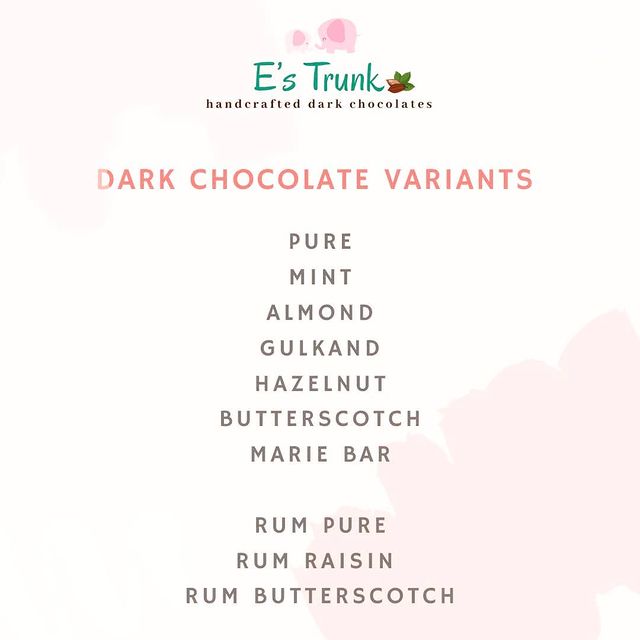 E's Trunk
handcrafted dark chocolates
DARK CHOCOLATE VARIANTS
PURE
MINT
ALMOND
GULKAND
HAZELNUT
BUTTERSCOTCH
MARIE BAR
RUM PURE
RUM RAISIN
RUM BUTTERSCOTCH